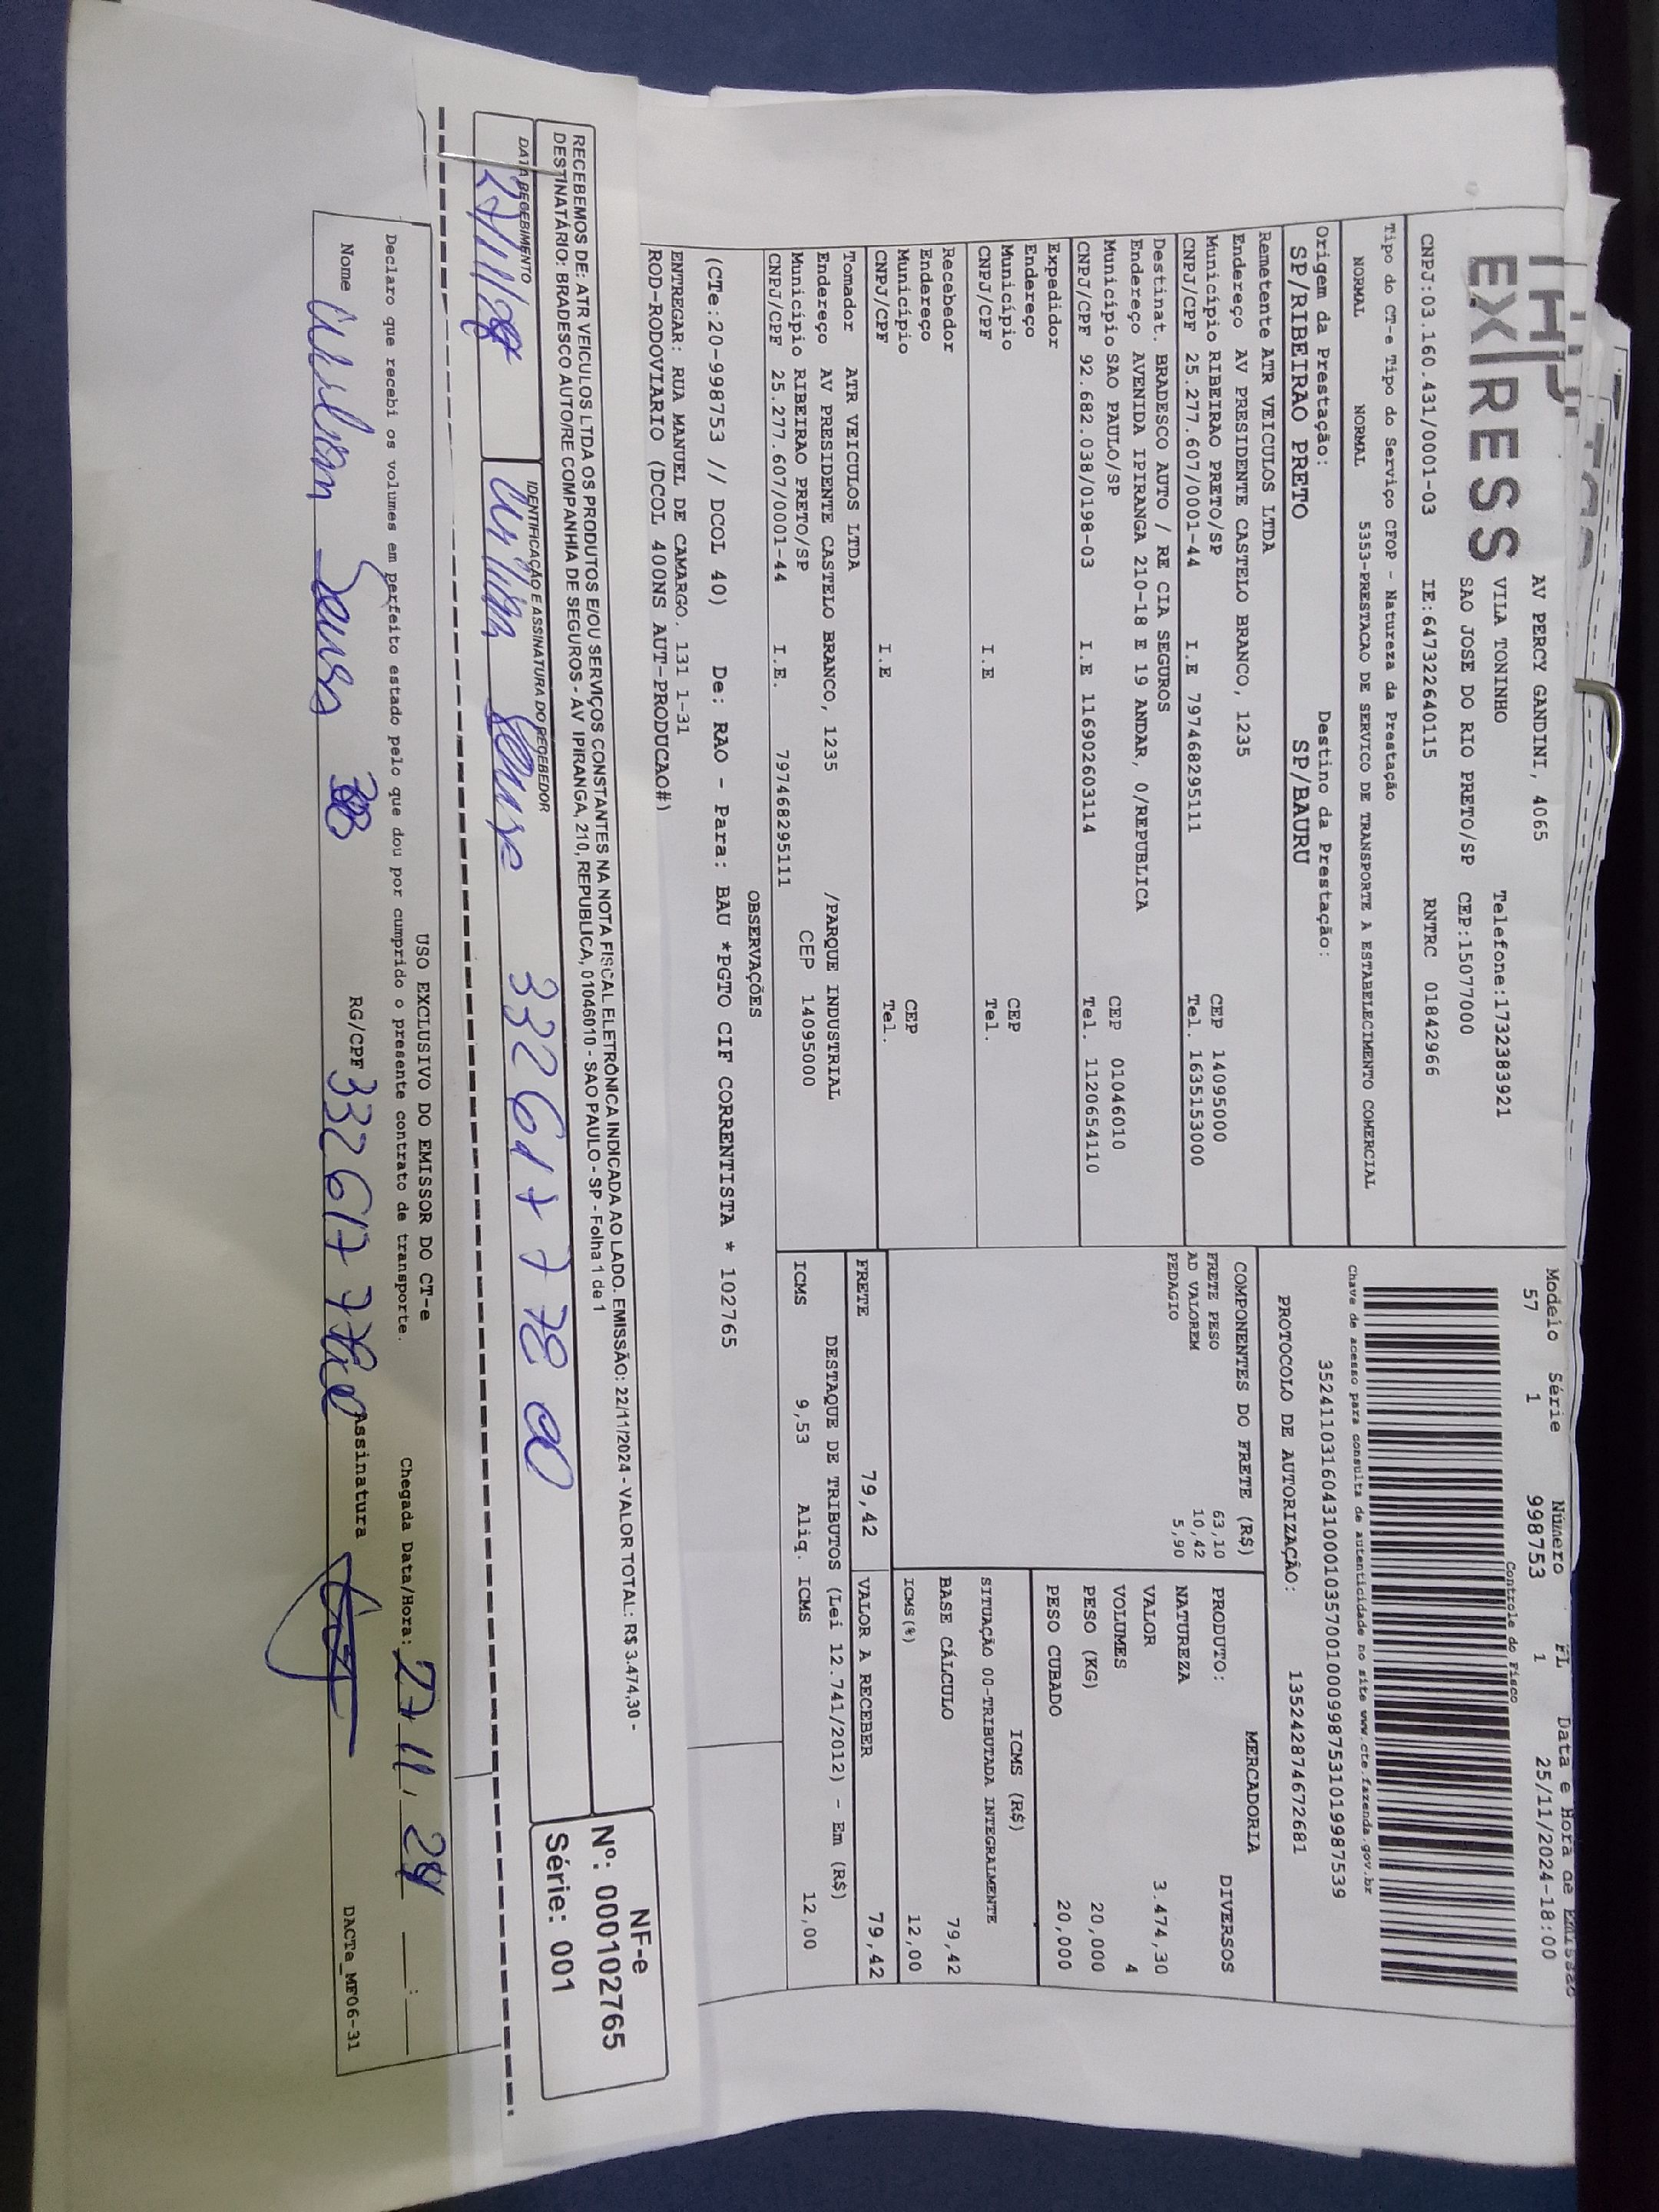 EXPRESS
AV PERCY GANDINI, 4065
VILA TONINHO Telefone:1732383921
SAO JOSE DO RIO PRETO/SP CEP:15077000
CNPJ:03.160.431/0001-03 IE:647322640115 RNTRC 01842966
Modelo Série Número FL Data e Hora de Emissão
57 1 998753 1 25/11/2024-18:00
Controle do Fisco
Chave de acesso para consulta de autenticidade no site www.cte.fazenda.gov.br
35241103160431000103570010009987531019987539
PROTOCOLO DE AUTORIZAÇÃO: 135242874672681
Tipo do CT-e Tipo do Serviço CFOP - Natureza da Prestação
NORMAL NORMAL 5353-PRESTACAO DE SERVICO DE TRANSPORTE A ESTABELECIMENTO COMERCIAL
Origem da Prestação: Destino da Prestação:
SP/RIBEIRAO PRETO SP/BAURU
Remetente ATR VEICULOS LTDA
Endereço AV PRESIDENTE CASTELO BRANCO, 1235
Município RIBEIRAO PRETO/SP CEP 14095000
CNPJ/CPF 25.277.607/0001-44 I.E 797468295111 Tel. 1635153000
Destinat. BRADESCO AUTO / RE CIA SEGUROS
Endereço AVENIDA IPIRANGA 210-18 E 19 ANDAR, 0/REPUBLICA
Município SAO PAULO/SP CEP 01046010
CNPJ/CPF 92.682.038/0198-03 I.E 116902603114 Tel. 1120654110
Expedidor
Endereço
Município CEP
CNPJ/CPF I.E Tel.
Recebedor
Endereço
Município CEP
CNPJ/CPF I.E Tel.
Tomador ATR VEICULOS LTDA
Endereço AV PRESIDENTE CASTELO BRANCO, 1235 /PARQUE INDUSTRIAL
Município RIBEIRAO PRETO/SP CEP 14095000
CNPJ/CPF 25.277.607/0001-44 I.E. 797468295111
COMPONENTES DO FRETE (R$)
FRETE PESO 63,10
AD VALOREM 10,42
PEDAGIO 5,90
MERCADORIA
PRODUTO: DIVERSOS
NATUREZA
VALOR 3.474,30
VOLUMES 4
PESO (KG) 20,000
PESO CUBADO 20,000
ICMS (R$)
SITUAÇÃO 00-TRIBUTADA INTEGRALMENTE
BASE CÁLCULO 79,42
ICMS(%) 12,00
FRETE 79,42 VALOR A RECEBER 79,42
DESTAQUE DE TRIBUTOS (Lei 12.741/2012) - Em (R$)
ICMS 9,53 Aliq. ICMS 12,00
OBSERVAÇÕES
(CTe:20-998753 // DCOL 40) De: RAO - Para: BAU *PGTO CIF CORRENTISTA * 102765
ENTREGAR: RUA MANUEL DE CAMARGO. 131 1-31
ROD-RODOVIARIO (DCOL 400NS AUT-PRODUCAO#)
RECEBEMOS DE: ATR VEICULOS LTDA OS PRODUTOS E/OU SERVIÇOS CONSTANTES NA NOTA FISCAL ELETRÔNICA INDICADA AO LADO. EMISSÃO: 22/11/2024 - VALOR TOTAL: R$ 3.474,30 -
DESTINATÁRIO: BRADESCO AUTO/RE COMPANHIA DE SEGUROS - AV IPIRANGA, 210, REPUBLICA, 01046010 - SAO PAULO - SP - Folha 1 de 1
NF-e
Nº: 000102765
Série: 001
DATA RECEBIMENTO IDENTIFICAÇÃO E ASSINATURA DO RECEBEDOR
27/11/24 33261777800
USO EXCLUSIVO DO EMISSOR DO CT-e
Declaro que recebi os volumes em perfeito estado pelo que dou por cumprido o presente contrato de transporte.
Chegada Data/Hora: 27 11, 24 :
Nome RG/CPF Assinatura
DACTe_MF06-31